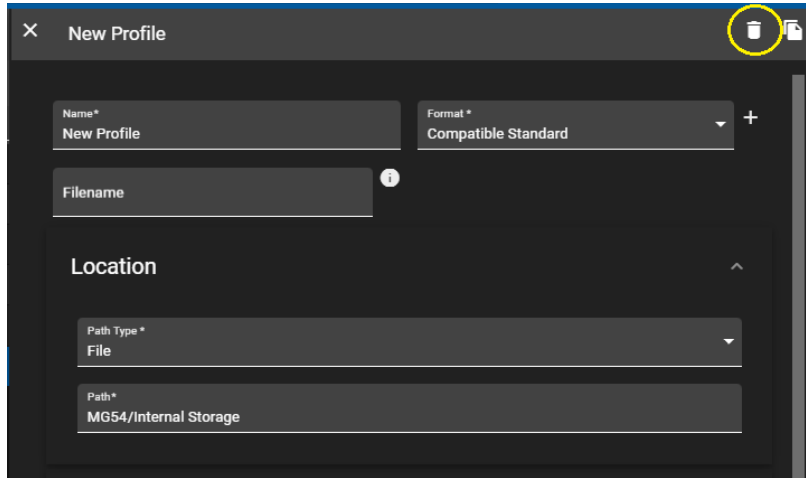 New Profile
Name*
New Profile
Format *
Compatible Standard
Filename
Location
Path Type *
File
Path*
MG54/Internal Storage